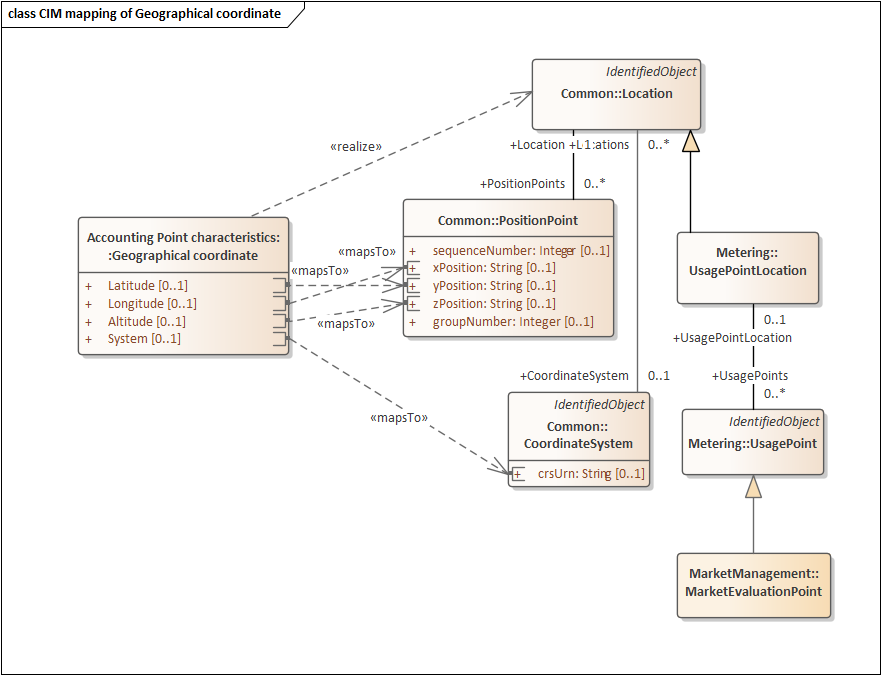 class CIM mapping of Geographical coordinate
IdentifiedObject
Common::Location
«realize»
+Location
+L
1
:ations
0..*
+PositionPoints
0..*
Common::PositionPoint
+ sequenceNumber: Integer [0..1]
+ xPosition: String [0..1]
+ yPosition: String [0..1]
+ zPosition: String [0..1]
+ groupNumber: Integer [0..1]
Accounting Point characteristics:
:Geographical coordinate
+ Latitude [0..1]
+ Longitude [0..1]
+ Altitude [0..1]
+ System [0..1]
«mapsTo»
«mapsTo»
«mapsTo»
«mapsTo»
Metering::
UsagePointLocation
0..1
+UsagePointLocation
+UsagePoints
0..*
+CoordinateSystem
0..1
IdentifiedObject
Common::
CoordinateSystem
+ crsUrn: String [0..1]
IdentifiedObject
Metering::UsagePoint
MarketManagement::
MarketEvaluationPoint